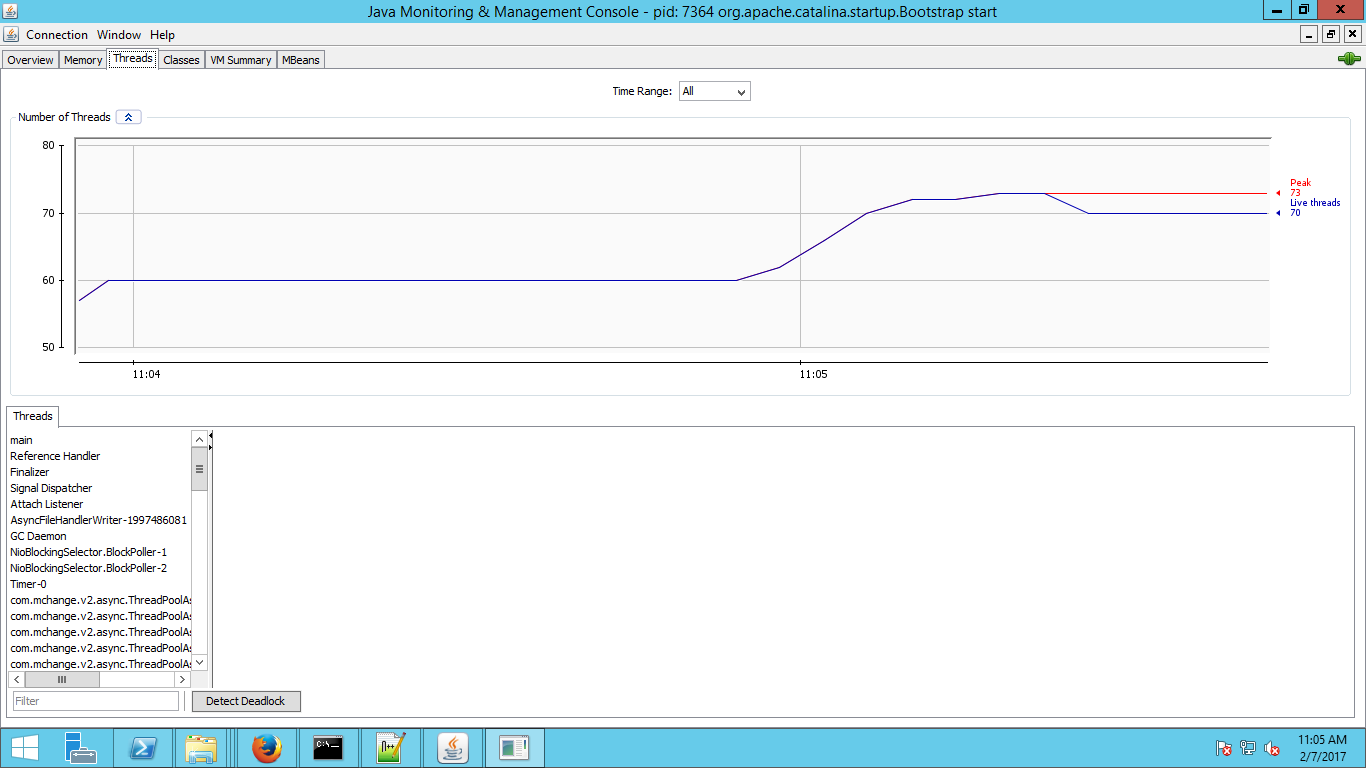 Java Monitoring & Management Console - pid: 7364 org.apache.catalina.startup.Bootstrap start
Connection Window Help
Overview Memory Threads Classes VM Summary MBeans
Time Range: All
Number of Threads
80
70
60
50
Peak
73
Live threads
70
11:04 11:05
Threads
main
Reference Handler
Finalizer
Signal Dispatcher
Attach Listener
AsyncFileHandlerWriter-1997486081
GC Daemon
NioBlockingSelector.BlockPoller-1
NioBlockingSelector.BlockPoller-2
Timer-0
com.mchange.v2.async.ThreadPoolAs
com.mchange.v2.async.ThreadPoolAs
com.mchange.v2.async.ThreadPoolAs
com.mchange.v2.async.ThreadPoolAs
com.mchange.v2.async.ThreadPoolAs
Filter Detect Deadlock
C:\
11:05 AM
2/7/2017